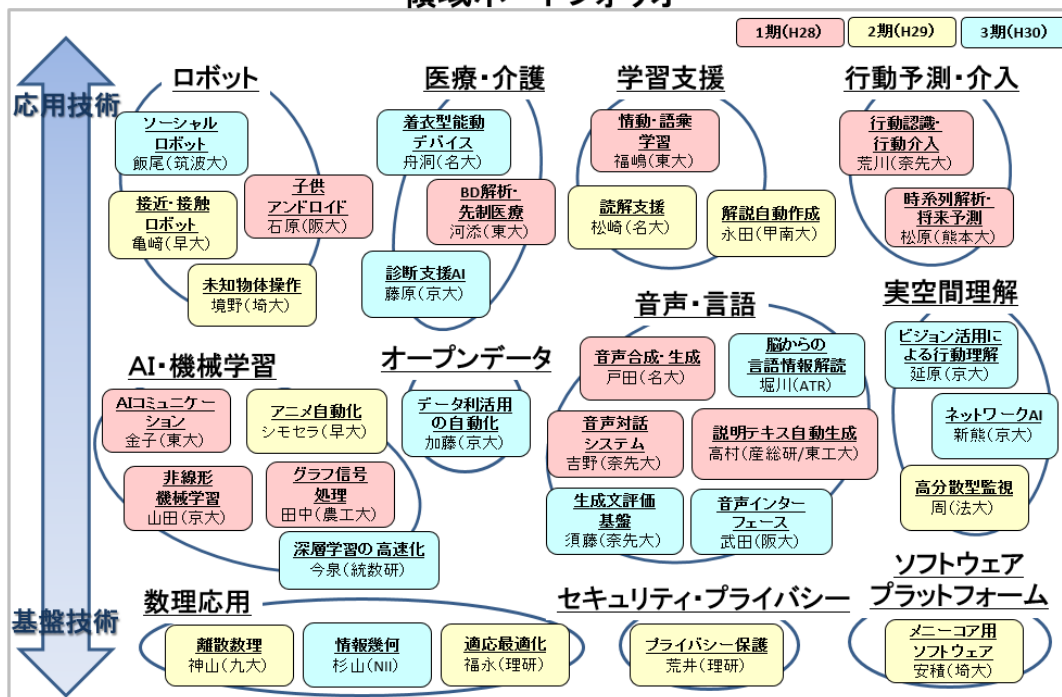 領域ポートフォリオ
1期(H28)
2期(H29)
3期(H30)
応用技術
基盤技術
ロボット
ソーシャル
ロボット
飯尾(筑波大)
子供
アンドロイド
石原(阪大)
接近・接触
ロボット
亀﨑(早大)
未知物体操作
境野(埼大)
医療・介護
着衣型能動
デバイス
舟洞(名大)
BD解析・
先制医療
河添(東大)
診断支援AI
藤原(京大)
学習支援
情動・語彙
学習
福嶋(東大)
読解支援
松崎(名大)
解説自動作成
永田(甲南大)
行動予測・介入
行動認識・
行動介入
荒川(奈先大)
時系列解析・
将来予測
松原(熊本大)
AI・機械学習
AIコミュニケー
ション
金子(東大)
アニメ自動化
シモセラ(早大)
非線形
機械学習
山田(京大)
グラフ信号
処理
田中(農工大)
深層学習の高速化
今泉(統数研)
オープンデータ
データ利活用
の自動化
加藤(京大)
音声・言語
音声合成・生成
戸田(名大)
脳からの
言語情報解読
堀川(ATR)
音声対話
システム
吉野(奈先大)
説明テキス自動生成
高村(産総研/東工大)
生成文評価
基盤
須藤(奈先大)
音声インター
フェース
武田(阪大)
実空間理解
ビジョン活用に
よる行動理解
延原(京大)
ネットワークAI
新熊(京大)
高分散型監視
周(法大)
数理応用
離散数理
神山(九大)
情報幾何
杉山(NII)
適応最適化
福永(理研)
セキュリティ・プライバシー
プライバシー保護
荒井(理研)
ソフトウェア
プラットフォーム
メニーコア用
ソフトウェア
安積(埼大)